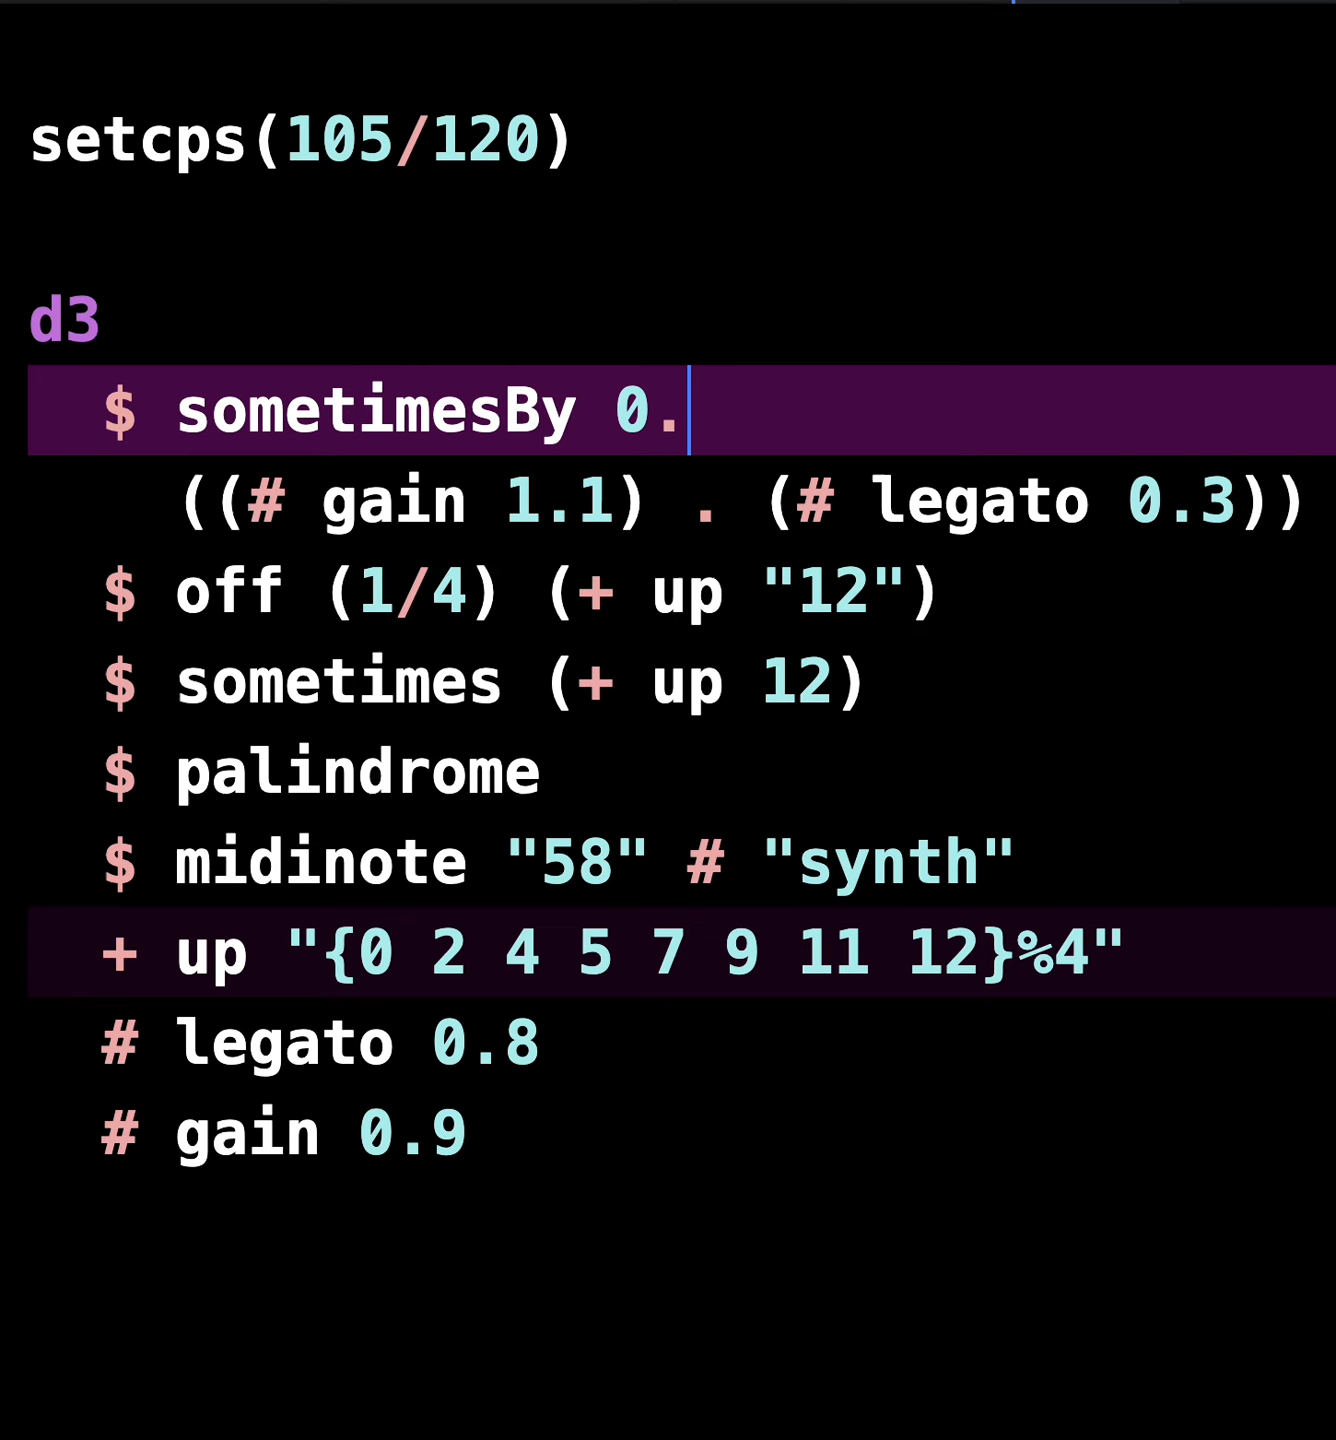 setcps(105/120)
d3
$ sometimesBy 0.
((# gain 1.1) . (# legato 0.3))
$ off (1/4) (+ up "12")
$ sometimes (+ up 12)
$ palindrome
$ midinote "58" # "synth"
+ up "{0 2 4 5 7 9 11 12}%4"
# legato 0.8
# gain 0.9